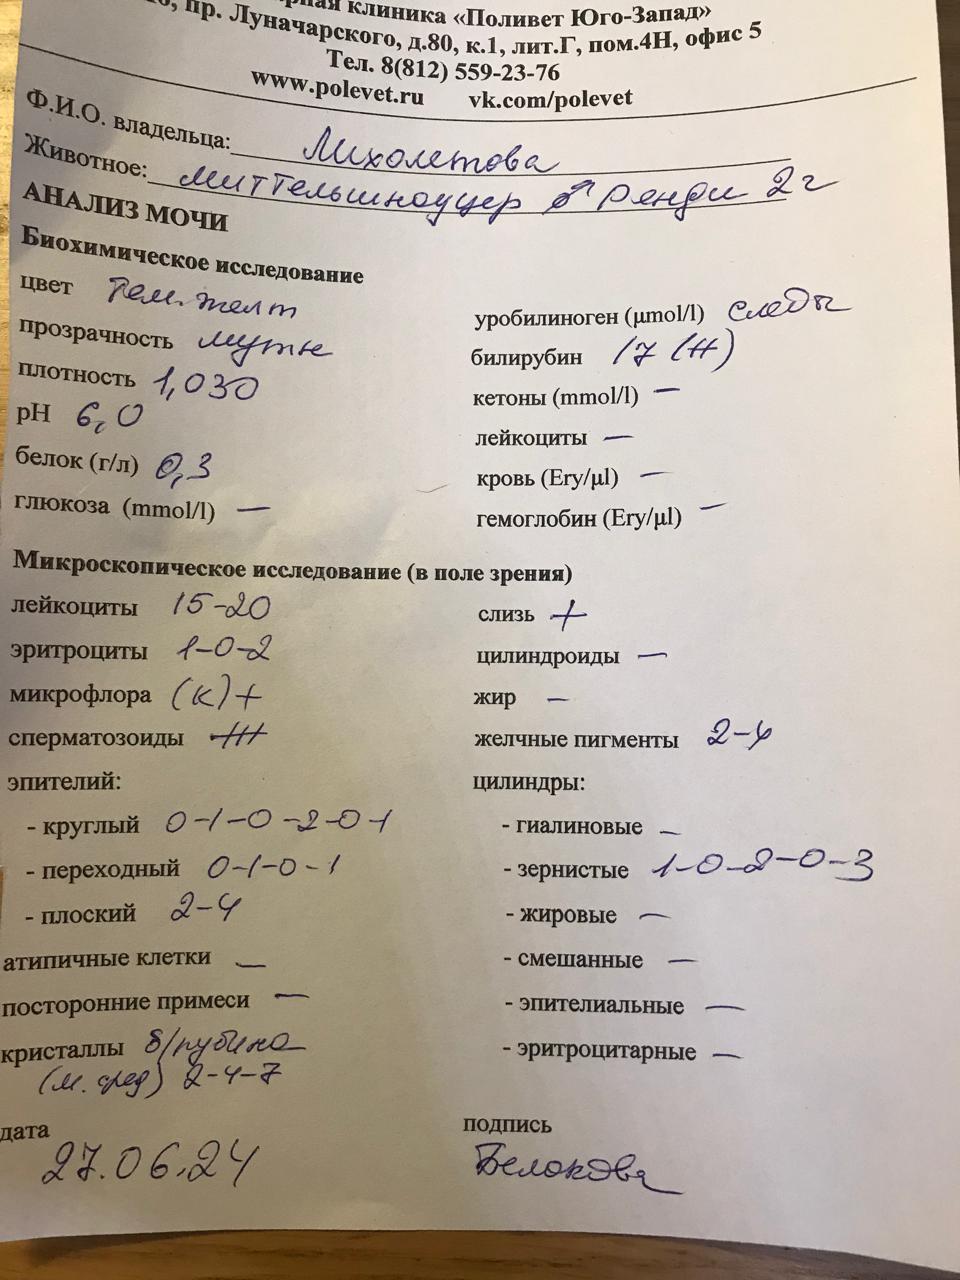 рная клиника «Поливет Юго-Запад»
пр. Луначарского, д.80, к.1, лит.Г, пом.4Н, офис 5
Тел. 8(812) 559-23-76
www.polevet.ru vk.com/polevet
Ф.И.О. владельца: Лихолетова
Животное: миттельшнауцер ♂ Ренди 2г
АНАЛИЗ МОЧИ
Биохимическое исследование
цвет тем. желт
прозрачность мутн
плотность 1,030
pH 6,0
белок (г/л) 0,3
глюкоза (mmol/l) —
уробилиноген (µmol/l) следы
билирубин 17 (+)
кетоны (mmol/l) —
лейкоциты —
кровь (Ery/µl) —
гемоглобин (Ery/µl) —
Микроскопическое исследование (в поле зрения)
лейкоциты 15-20
эритроциты 1-0-2
микрофлора (к)+
сперматозоиды +++
эпителий:
- круглый 0-1-0-2-0-1
- переходный 0-1-0-1
- плоский 2-4
атипичные клетки —
посторонние примеси —
кристаллы б/рубина
(м. сред) 2-4-7
слизь +
цилиндроиды —
жир —
желчные пигменты 2-4
цилиндры:
- гиалиновые —
- зернистые 1-0-2-0-3
- жировые —
- смешанные —
- эпителиальные —
- эритроцитарные —
дата
27.06.24
подпись
Белокова